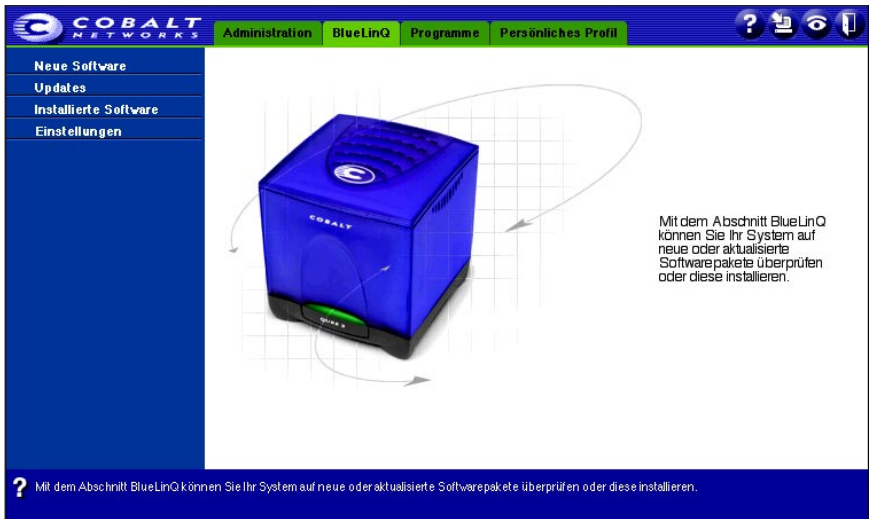 COBALT
NETWORKS
Administration
BlueLinQ
Programme
Persönliches Profil
Neue Software
Updates
Installierte Software
Einstellungen
C
COBALT
QUBE 3
Mit dem Abschnitt BlueLinQ
können Sie Ihr System auf
neue oder aktualisierte
Softwarepakete überprüfen
oder diese installieren.
? Mit dem Abschnitt BlueLinQ können Sie Ihr System auf neue oder aktualisierte Softwarepakete überprüfen oder diese installieren.